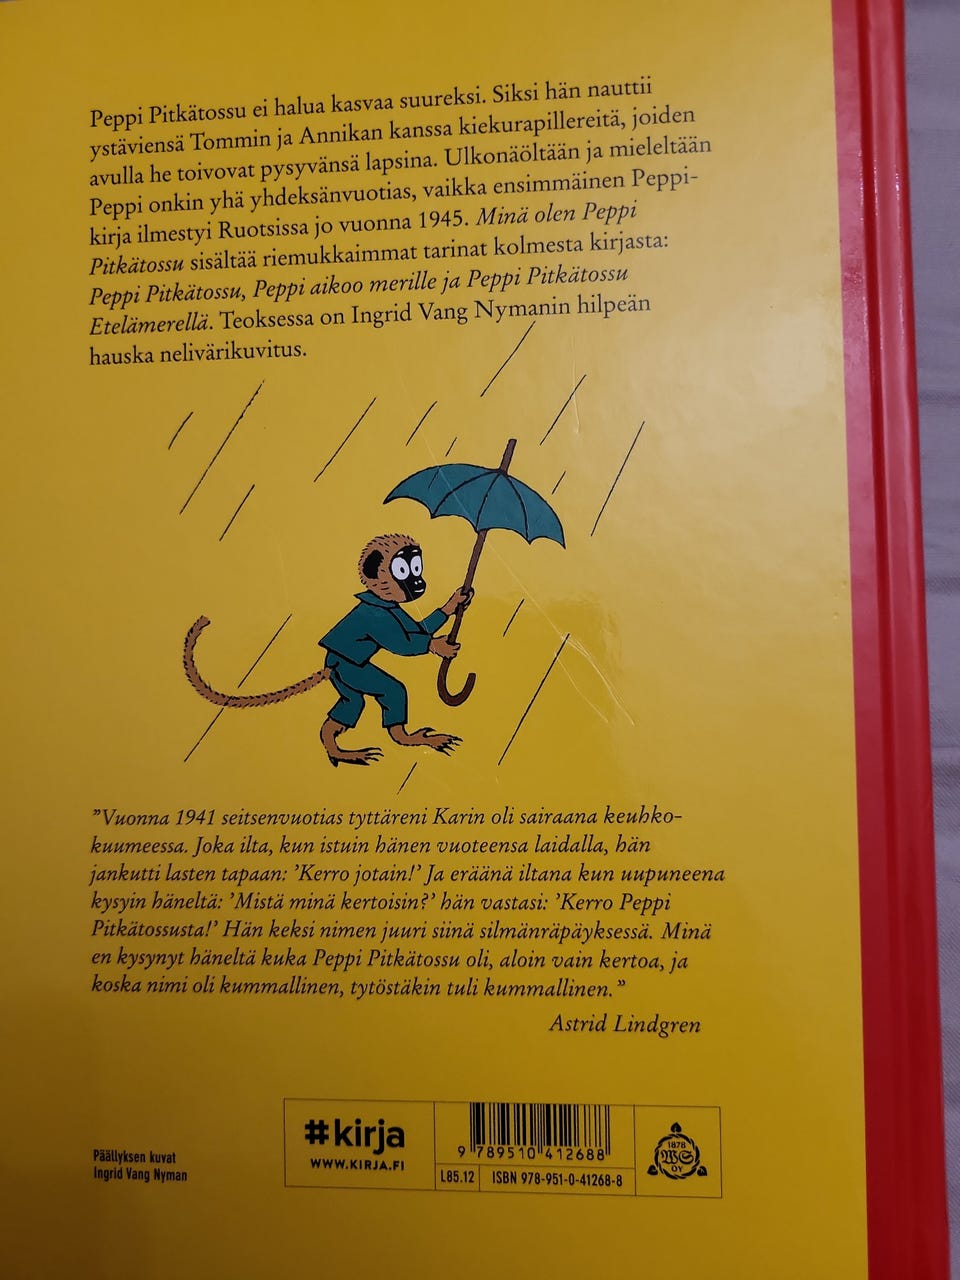 Peppi Pitkätossu ei halua kasvaa suureksi. Siksi hän nauttii
ystäviensä Tommin ja Annikan kanssa kiekurapillereitä, joiden
avulla he toivovat pysyvänsä lapsina. Ulkonäöltään ja mieleltään
Peppi onkin yhä yhdeksänvuotias, vaikka ensimmäinen Peppi-
kirja ilmestyi Ruotsissa jo vuonna 1945. Minä olen Peppi
Pitkätossu sisältää riemukkaimmat tarinat kolmesta kirjasta:
Peppi Pitkätossu, Peppi aikoo merille ja Peppi Pitkätossu
Etelämerellä. Teoksessa on Ingrid Vang Nymanin hilpeän
hauska nelivärikuvitus.
”Vuonna 1941 seitsenvuotias tyttäreni Karin oli sairaana keuhko-
kuumeessa. Joka ilta, kun istuin hänen vuoteensa laidalla, hän
jankutti lasten tapaan: ’Kerro jotain!’ Ja eräänä iltana kun uupuneena
kysyin häneltä: ’Mistä minä kertoisin?’ hän vastasi: ’Kerro Peppi
Pitkätossusta!’ Hän keksi nimen juuri siinä silmänräpäyksessä. Minä
en kysynyt häneltä kuka Peppi Pitkätossu oli, aloin vain kertoa, ja
koska nimi oli kummallinen, tytöstäkin tuli kummallinen.”
Astrid Lindgren
Päällyksen kuvat
Ingrid Vang Nyman
#kirja
WWW.KIRJA.FI
9 789510 412688
L85.12
ISBN 978-951-0-41268-8
1878
WS
OY